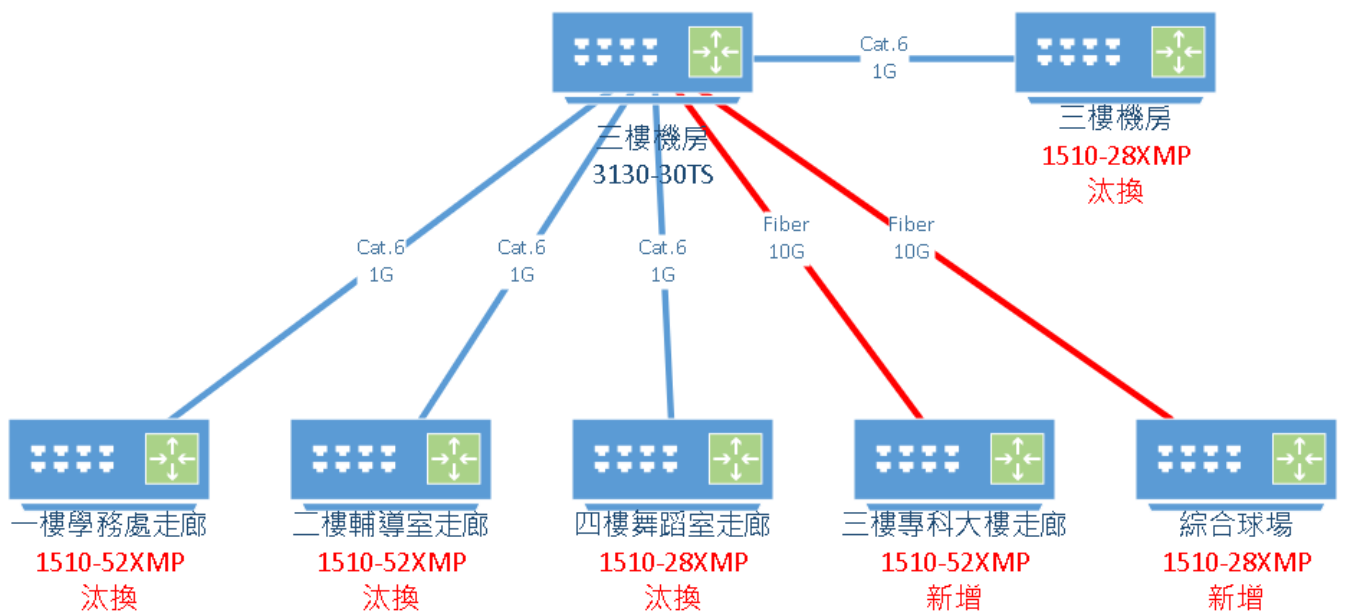 Cat.6
1G
三樓機房
3130-30TS
三樓機房
1510-28XMP
汰換
Cat.6
1G
Cat.6
1G
Cat.6
1G
Fiber
10G
Fiber
10G
一樓學務處走廊
1510-52XMP
汰換
二樓輔導室走廊
1510-52XMP
汰換
四樓舞蹈室走廊
1510-28XMP
汰換
三樓專科大樓走廊
1510-52XMP
新增
綜合球場
1510-28XMP
新增